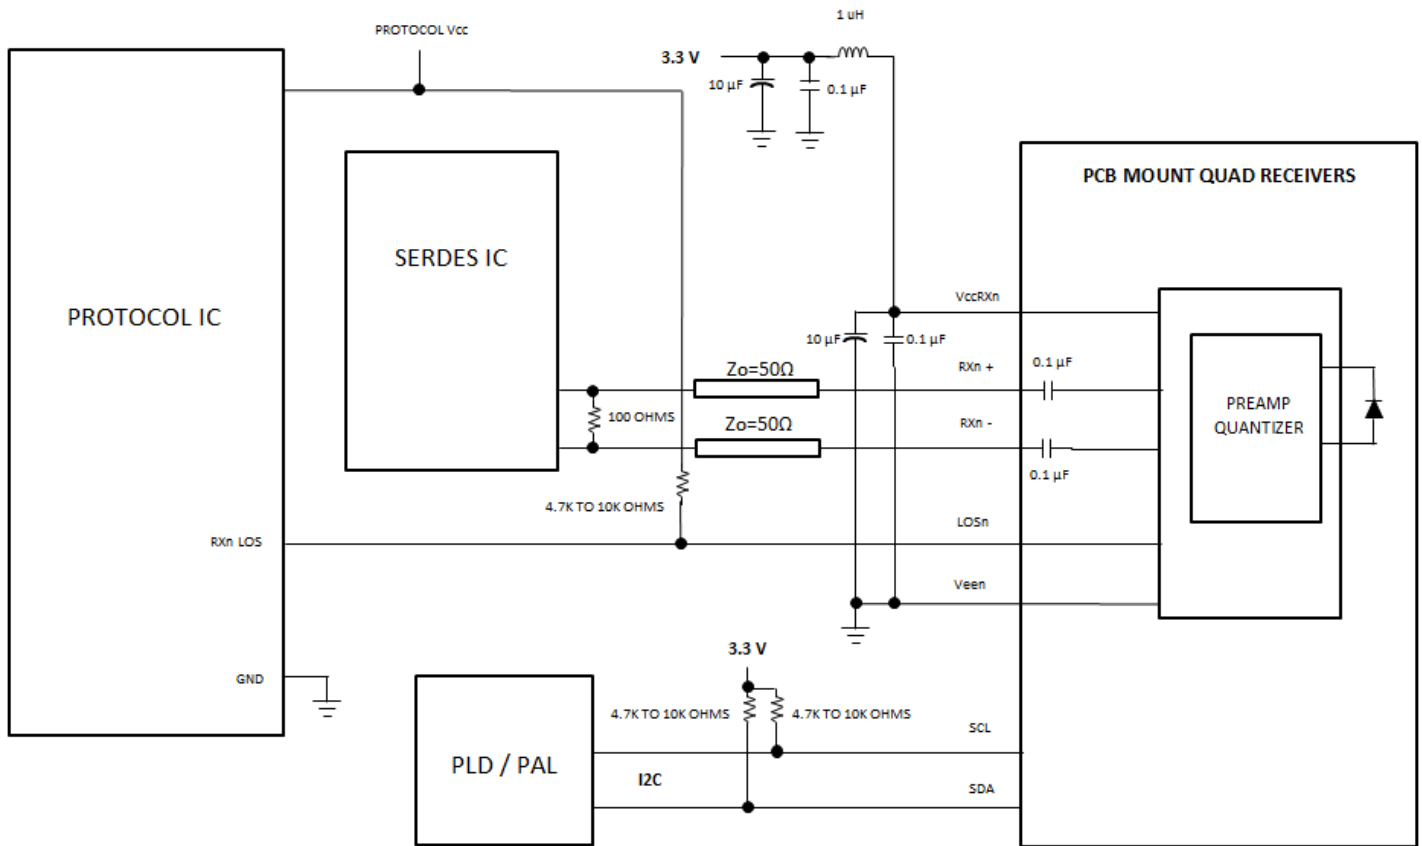 PROTOCOL Vcc
1 uH
3.3 V
10 µF
0.1 µF
PCB MOUNT QUAD RECEIVERS
SERDES IC
PROTOCOL IC
VccRXn
10 µF
0.1 µF
Zo=50Ω
RXn +
0.1 µF
100 OHMS
PREAMP
QUANTIZER
Zo=50Ω
RXn -
0.1 µF
4.7K TO 10K OHMS
LOSn
RXn LOS
Veen
3.3 V
GND
4.7K TO 10K OHMS
4.7K TO 10K OHMS
SCL
PLD / PAL
I2C
SDA